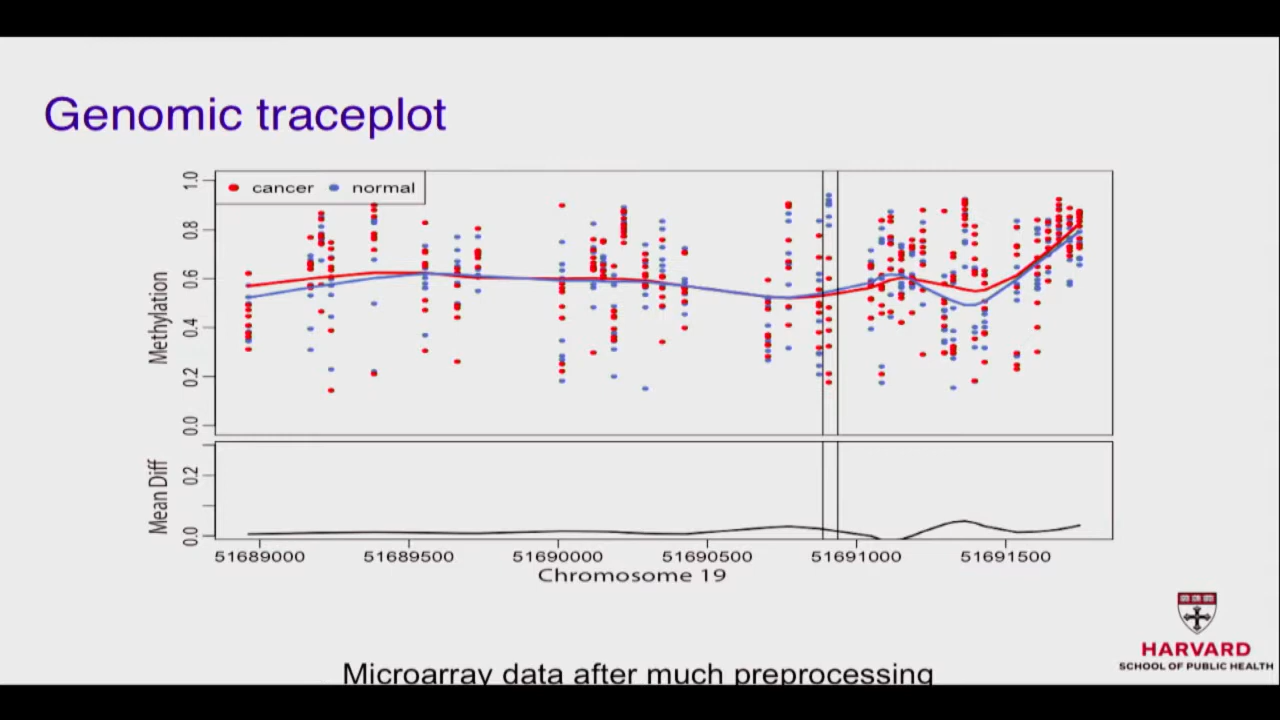 Genomic traceplot
cancer normal
Methylation
1.0
0.8
0.6
0.4
0.2
0.0
Mean Diff
0.2
0.0
51689000 51689500 51690000 51690500 51691000 51691500
Chromosome 19
HARVARD
SCHOOL OF PUBLIC HEALTH
Microarray data after much preprocessing